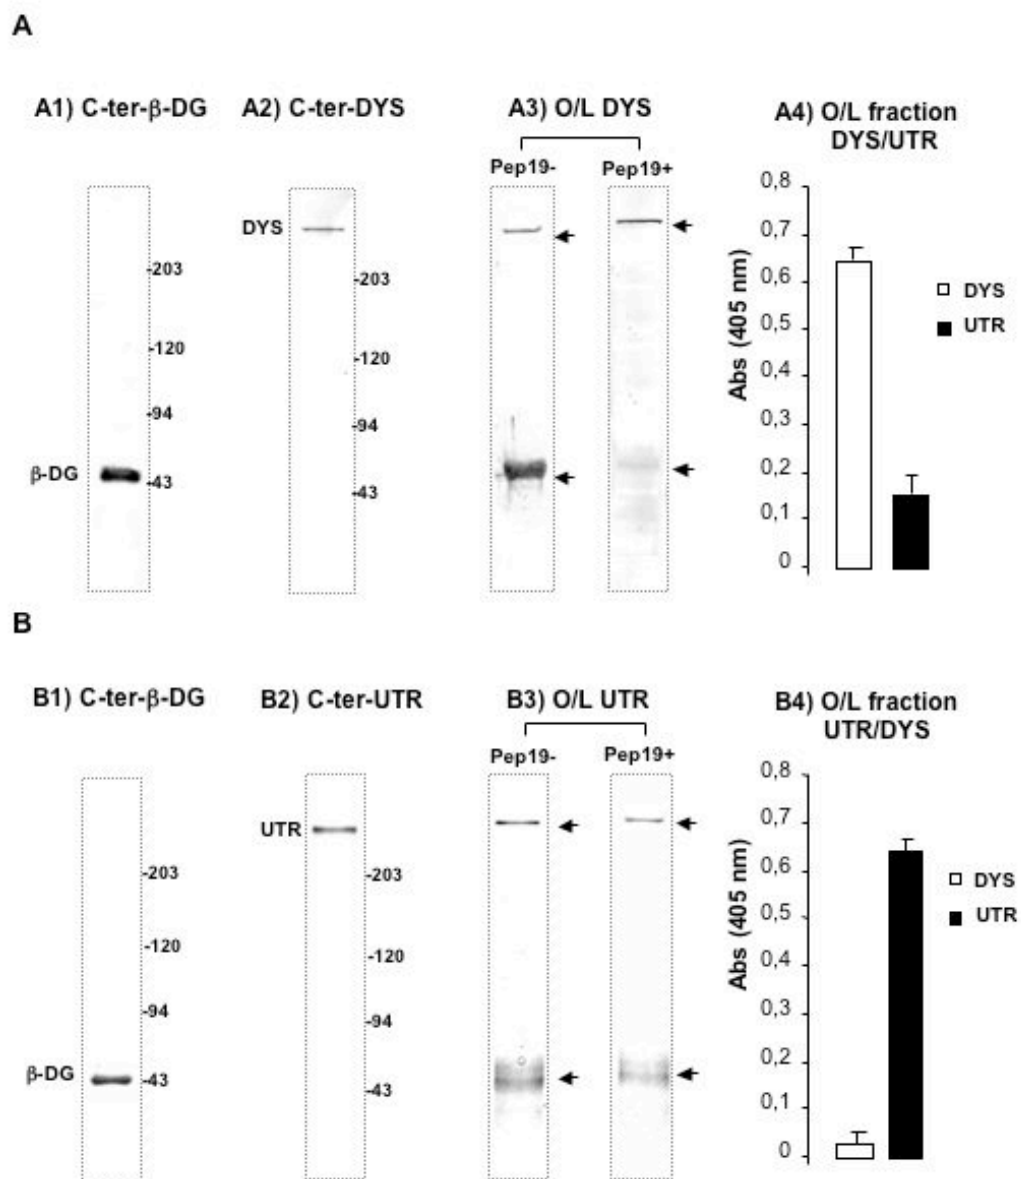 A
A1) C-ter-β-DG
A2) C-ter-DYS
A3) O/L DYS
A4) O/L fraction
DYS/UTR
Pep19-
Pep19+
DYS
-203
-120
-94
-43
β-DG
-203
-120
-94
-43
0,8
0,7
0,6
0,5
0,4
0,3
0,2
0,1
0
Abs (405 nm)
DYS
UTR
B
B1) C-ter-β-DG
B2) C-ter-UTR
B3) O/L UTR
B4) O/L fraction
UTR/DYS
Pep19-
Pep19+
UTR
-203
-120
-94
-43
β-DG
-203
-120
-94
-43
0,8
0,7
0,6
0,5
0,4
0,3
0,2
0,1
0
Abs (405 nm)
DYS
UTR